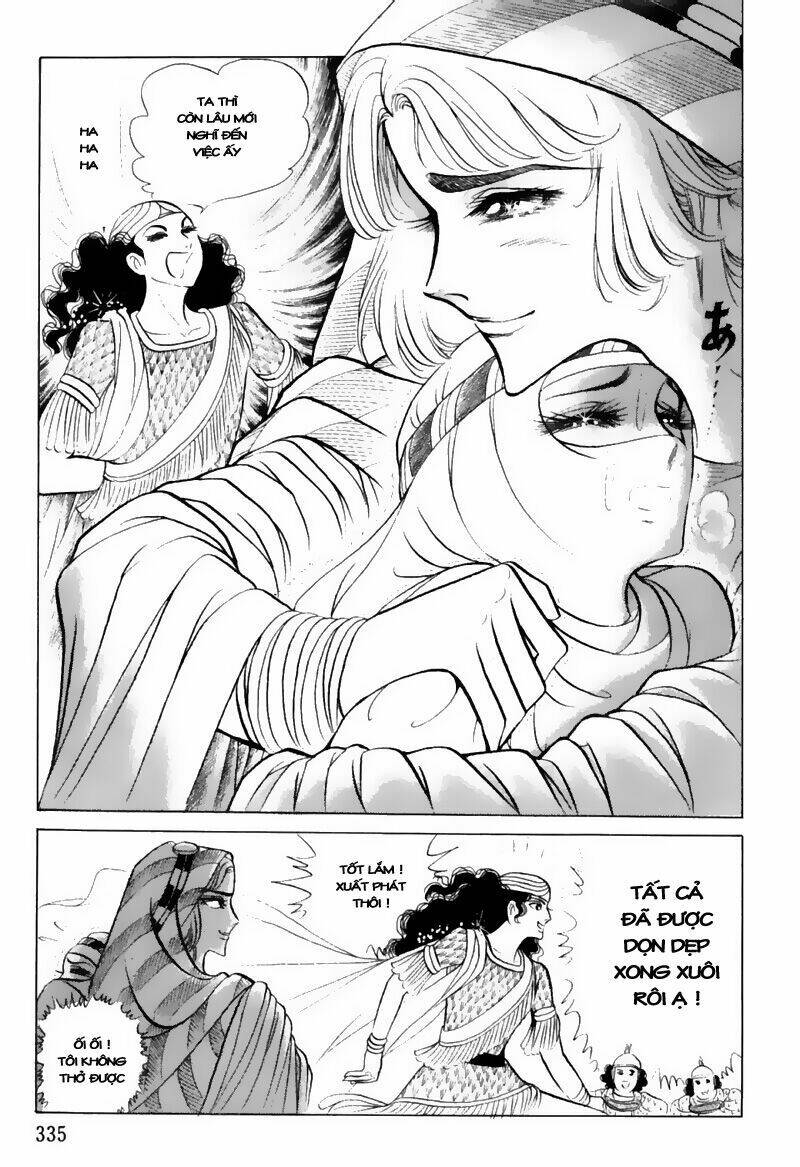 TA THÌ
CÒN LÂU MỚI
NGHĨ ĐẾN
VIỆC ẤY
HA
HA
HA
あ…
TỐT LẮM !
XUẤT PHÁT
THÔI !
TẤT CẢ
ĐÃ ĐƯỢC
DỌN DẸP
XONG XUÔI
RÔI Ạ !
ỐI ỐI !
TÔI KHÔNG
THỞ ĐƯỢC
335